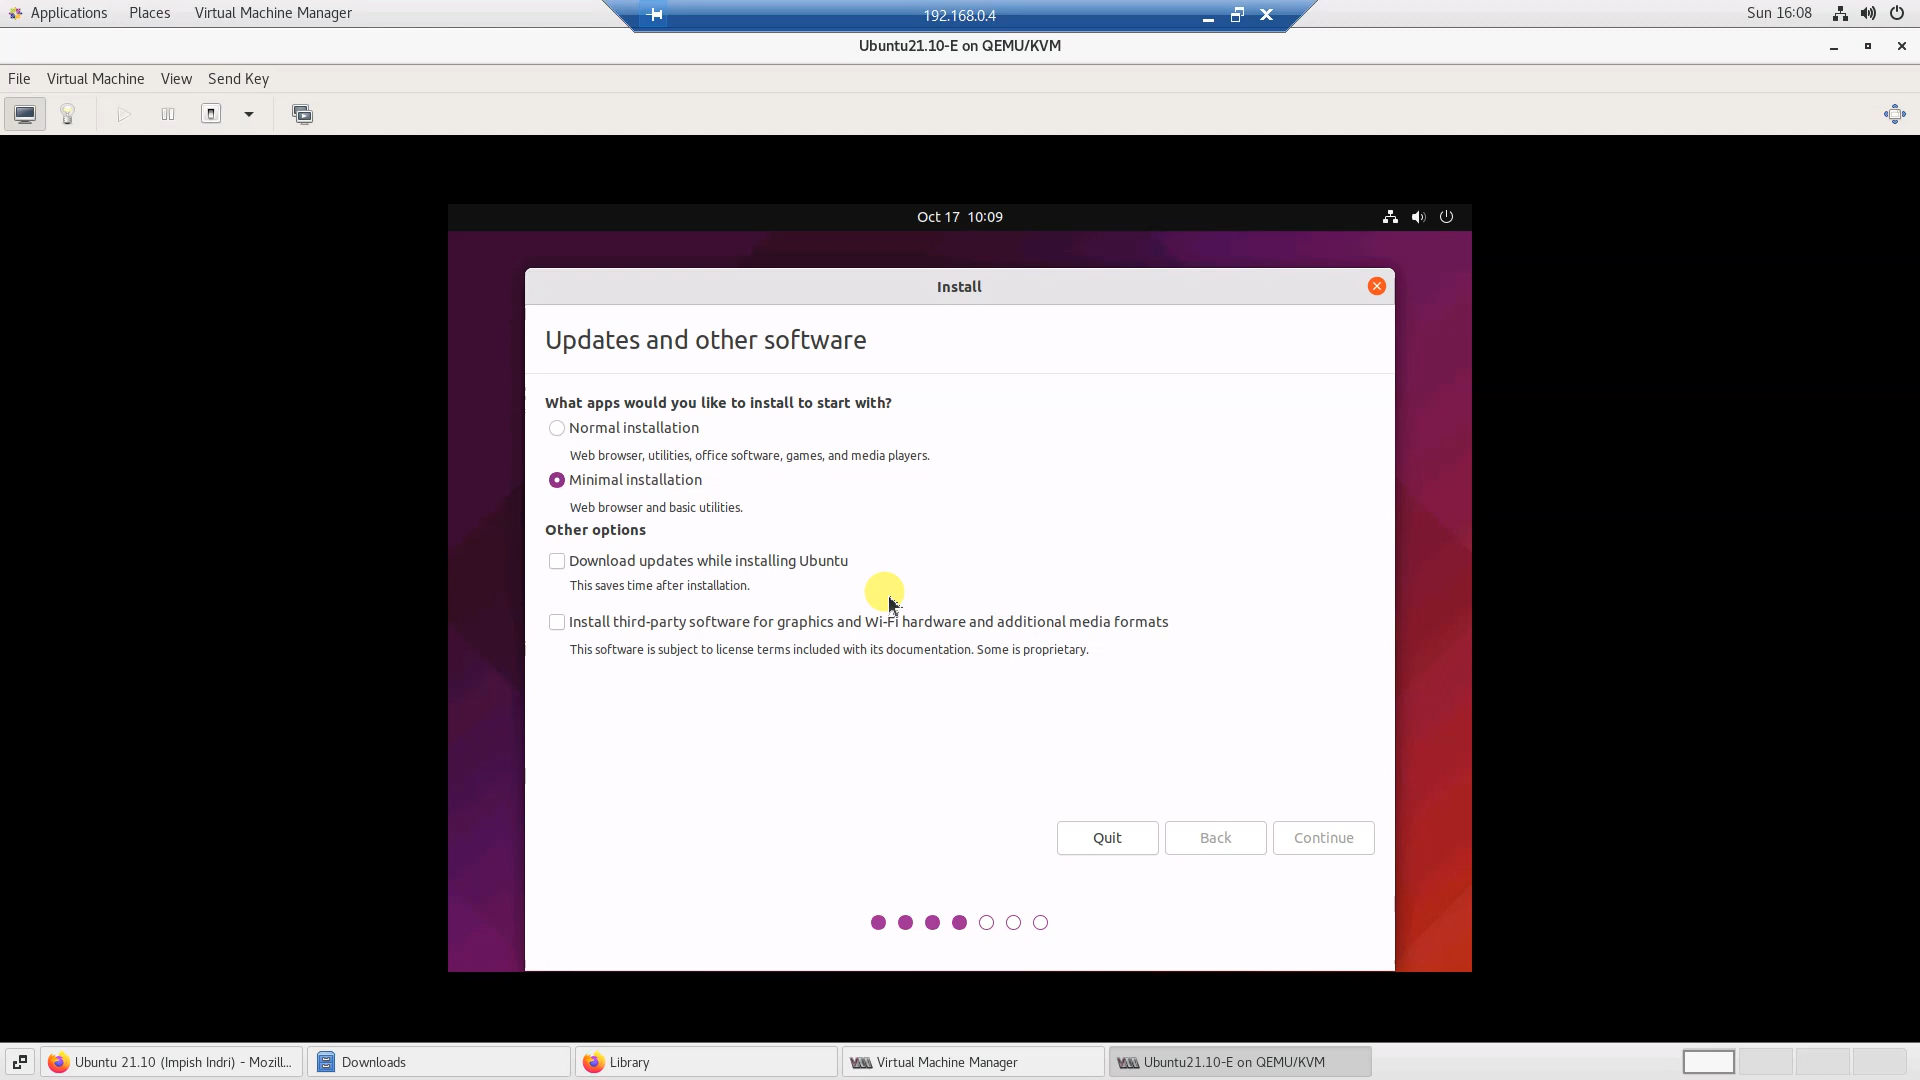 Applications Places Virtual Machine Manager
192.168.0.4
Sun 16:08
Ubuntu21.10-E on QEMU/KVM
File Virtual Machine View Send Key
Oct 17 10:09
Install
Updates and other software
What apps would you like to install to start with?
Normal installation
Web browser, utilities, office software, games, and media players.
Minimal installation
Web browser and basic utilities.
Other options
Download updates while installing Ubuntu
This saves time after installation.
Install third-party software for graphics and Wi-Fi hardware and additional media formats
This software is subject to license terms included with its documentation. Some is proprietary.
Quit Back Continue
Ubuntu 21.10 (Impish Indri) - Mozill... Downloads Library Virtual Machine Manager Ubuntu21.10-E on QEMU/KVM